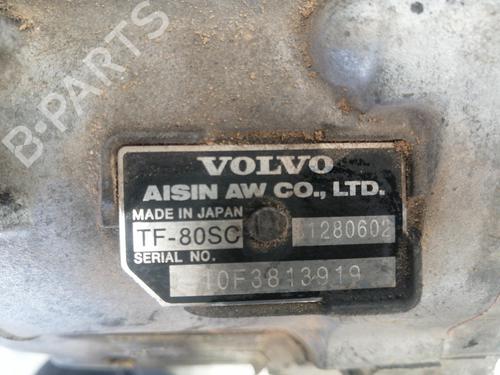 B-PARTS
VOLVO
AISIN AW CO., LTD.
MADE IN JAPAN
TF-80SC 1280602
SERIAL NO.
10F3813919